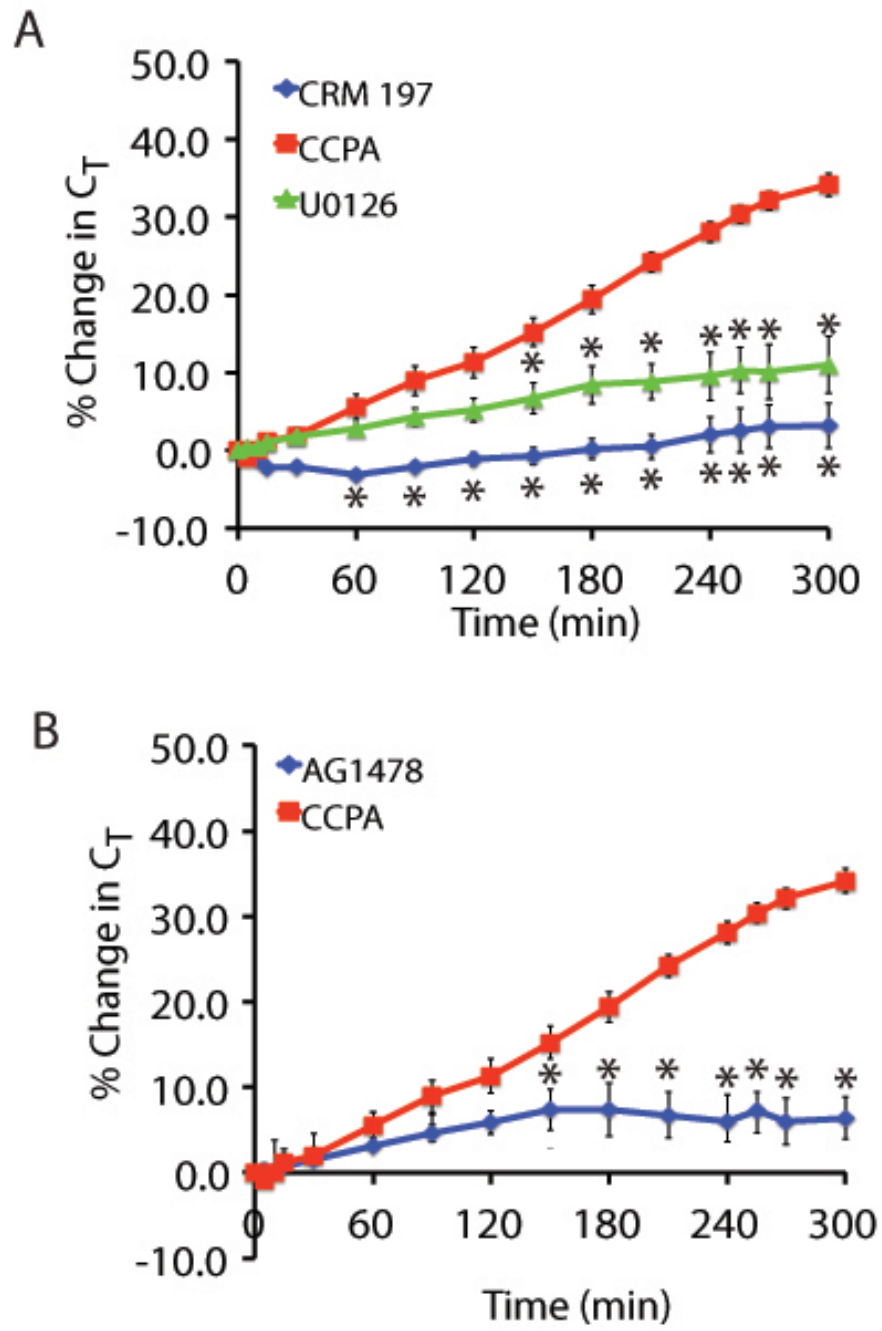 A
50.0
40.0
30.0
20.0
10.0
0.0
-10.0
% Change in CT
CRM 197
CCPA
U0126
* * * * * * *
* * * * * * * * *
0 60 120 180 240 300
Time (min)
B
50.0
40.0
30.0
20.0
10.0
0.0
-10.0
% Change in CT
AG1478
CCPA
* * * * * * *
0 60 120 180 240 300
Time (min)